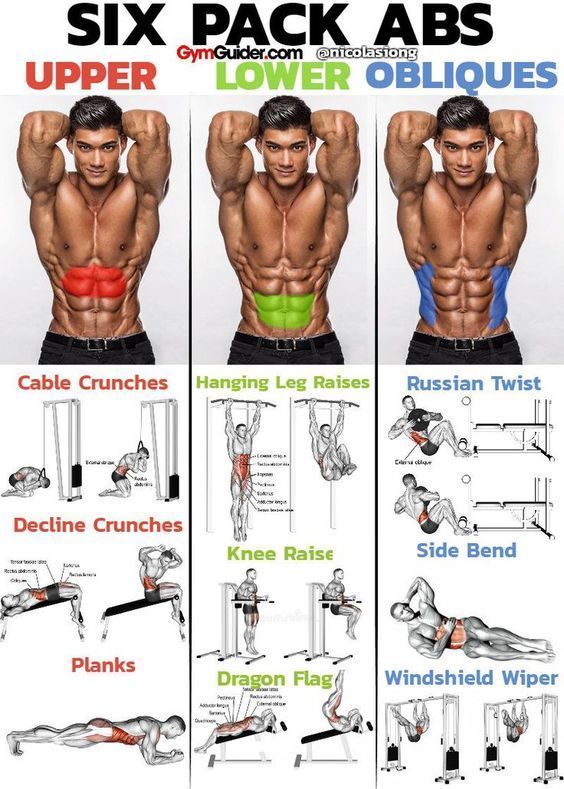 SIX PACK ABS
GymGuider.com @nicolasiong
UPPER LOWER OBLIQUES
Cable Crunches
External oblique
Rectus
abdominis
Decline Crunches
Tensor fasciae latae
Rectus abdominis
Obliques
Sartorius
Rectus femoris
Planks
Hanging Leg Raises
External oblique
Rectus abdominis
Iliopsoas
Pectineus
Sartorius
Adductor longus
Tensor fasciae latae
Knee Raise
Dragon Flag
Tensor fasciae latae
Pectineus
Adductor longus
Sartorius
Quadriceps
Rectus abdominis
External oblique
Russian Twist
External oblique
Side Bend
Windshield Wiper